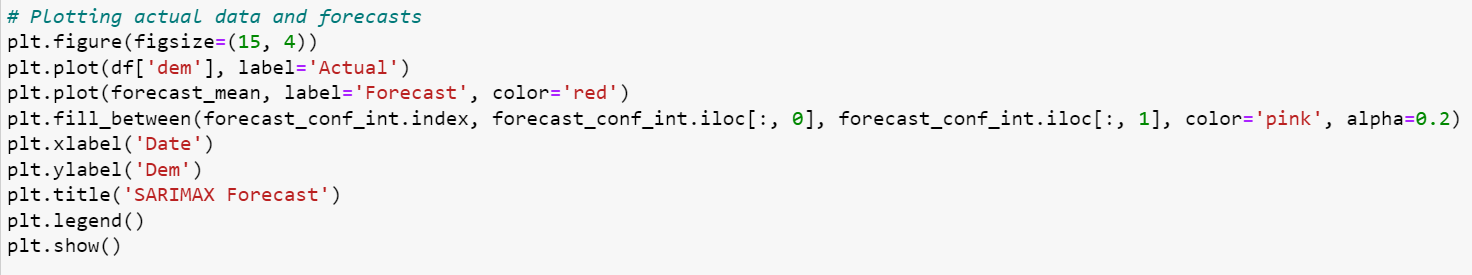 # Plotting actual data and forecasts
plt.figure(figsize=(15, 4))
plt.plot(df['dem'], label='Actual')
plt.plot(forecast_mean, label='Forecast', color='red')
plt.fill_between(forecast_conf_int.index, forecast_conf_int.iloc[:, 0], forecast_conf_int.iloc[:, 1], color='pink', alpha=0.2)
plt.xlabel('Date')
plt.ylabel('Dem')
plt.title('SARIMAX Forecast')
plt.legend()
plt.show()